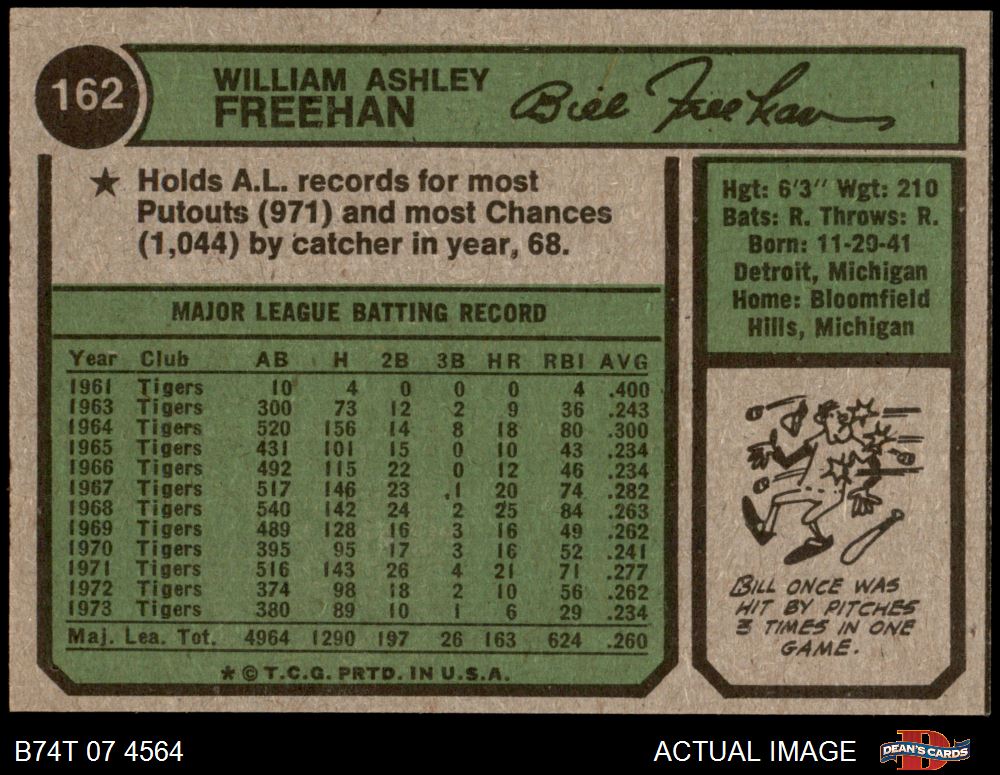 162
WILLIAM ASHLEY
FREEHAN
Bill Freehan
★ Holds A.L. records for most
Putouts (971) and most Chances
(1,044) by catcher in year, 68.
Hgt: 6'3" Wgt: 210
Bats: R. Throws: R.
Born: 11-29-41
Detroit, Michigan
Home: Bloomfield
Hills, Michigan
MAJOR LEAGUE BATTING RECORD
Year Club AB H 2B 3B HR RBI AVG
1961 Tigers 10 4 0 0 0 4 .400
1963 Tigers 300 73 12 2 9 36 .243
1964 Tigers 520 156 14 8 18 80 .300
1965 Tigers 431 101 15 0 10 43 .234
1966 Tigers 492 115 22 0 12 46 .234
1967 Tigers 517 146 23 1 20 74 .282
1968 Tigers 540 142 24 2 25 84 .263
1969 Tigers 489 128 16 3 16 49 .262
1970 Tigers 395 95 17 3 16 52 .241
1971 Tigers 516 143 26 4 21 71 .277
1972 Tigers 374 98 18 2 10 56 .262
1973 Tigers 380 89 10 1 6 29 .234
Maj. Lea. Tot. 4964 1290 197 26 163 624 .260
★ © T.C.G. PRTD. IN U.S.A.
BILL ONCE WAS
HIT BY PITCHES
3 TIMES IN ONE
GAME.
B74T 07 4564
ACTUAL IMAGE
DEAN'S CARDS